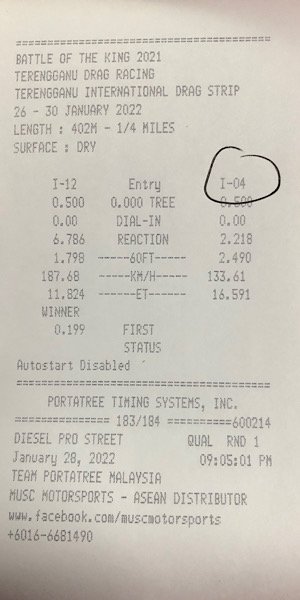 ==========================================
BATTLE OF THE KING 2021
TERENGGANU DRAG RACING
TERENGGANU INTERNATIONAL DRAG STRIP
26 - 30 JANUARY 2022
LENGTH : 402M - 1/4 MILES
SURFACE : DRY
I-12 Entry I-04
0.500 0.000 TREE 0.500
0.00 DIAL-IN 0.00
6.786 REACTION 2.218
1.798 ------60FT----- 2.490
187.68 -----KM/H------ 133.61
11.824 ------ET------- 16.591
WINNER
0.199 FIRST
STATUS
Autostart Disabled
==========================================
PORTATREE TIMING SYSTEMS, INC.
=============== 183/184 ==========600214
DIESEL PRO STREET QUAL RND 1
January 28, 2022 09:05:01 PM
TEAM PORTATREE MALAYSIA
MUSC MOTORSPORTS - ASEAN DISTRIBUTOR
www.facebook.com/muscmotorsports
+6016-6681490